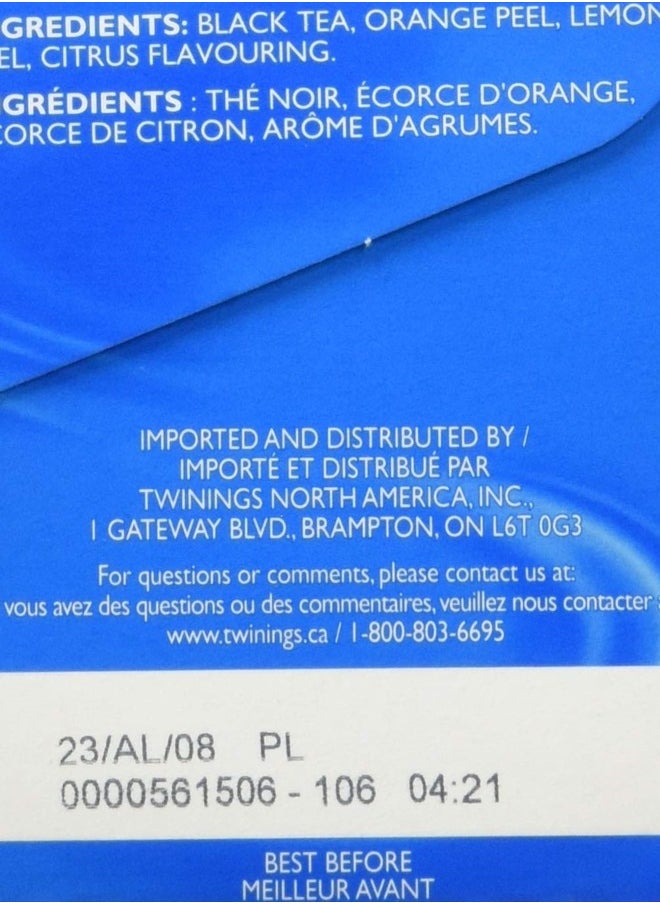 GREDIENTS: BLACK TEA, ORANGE PEEL, LEMON
EL, CITRUS FLAVOURING.
GRÉDIENTS : THÉ NOIR, ÉCORCE D'ORANGE,
CORCE DE CITRON, ARÔME D'AGRUMES.
IMPORTED AND DISTRIBUTED BY /
IMPORTÉ ET DISTRIBUÉ PAR
TWININGS NORTH AMERICA, INC.,
1 GATEWAY BLVD., BRAMPTON, ON L6T 0G3
For questions or comments, please contact us at:
vous avez des questions ou des commentaires, veuillez nous contacter
www.twinings.ca / 1-800-803-6695
23/AL/08 PL
0000561506 - 106 04:21
BEST BEFORE
MEILLEUR AVANT